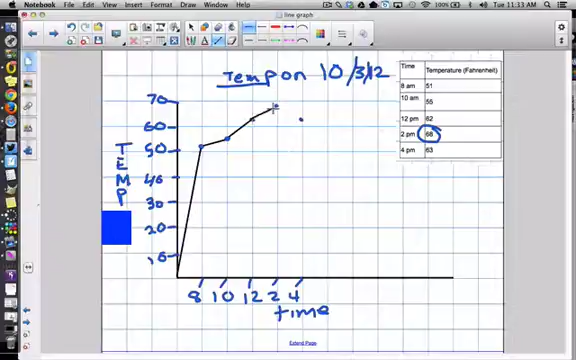 Notebook File Edit View Insert Format Tools Window Help 100% Tue 11:33 AM
line graph
Temp on 10/3/12
Time Temperature (Fahrenheit)
8 am 51
10 am 55
12 pm 62
2 pm 68
4 pm 63
70
60
50
40
30
20
10
TEMP
8 10 12 2 4
time
Extend Page